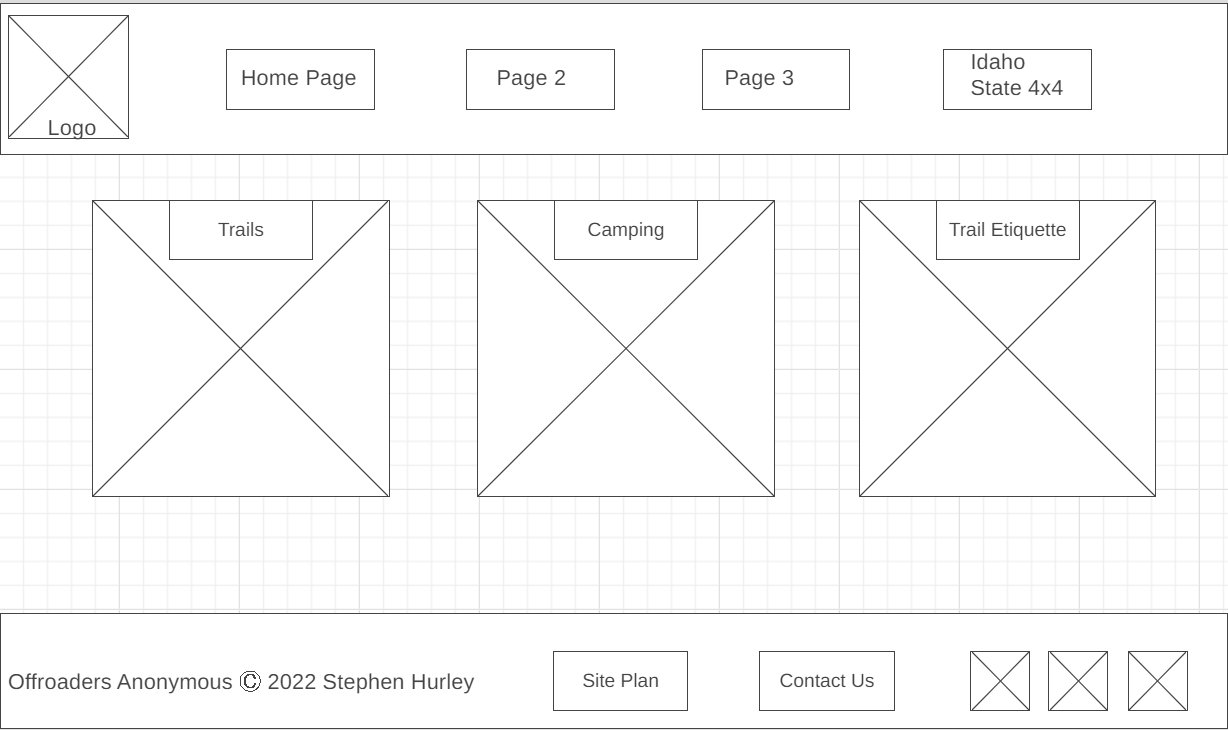 Logo
Home Page
Page 2
Page 3
Idaho
State 4x4
Trails
Camping
Trail Etiquette
Offroaders Anonymous © 2022 Stephen Hurley
Site Plan
Contact Us